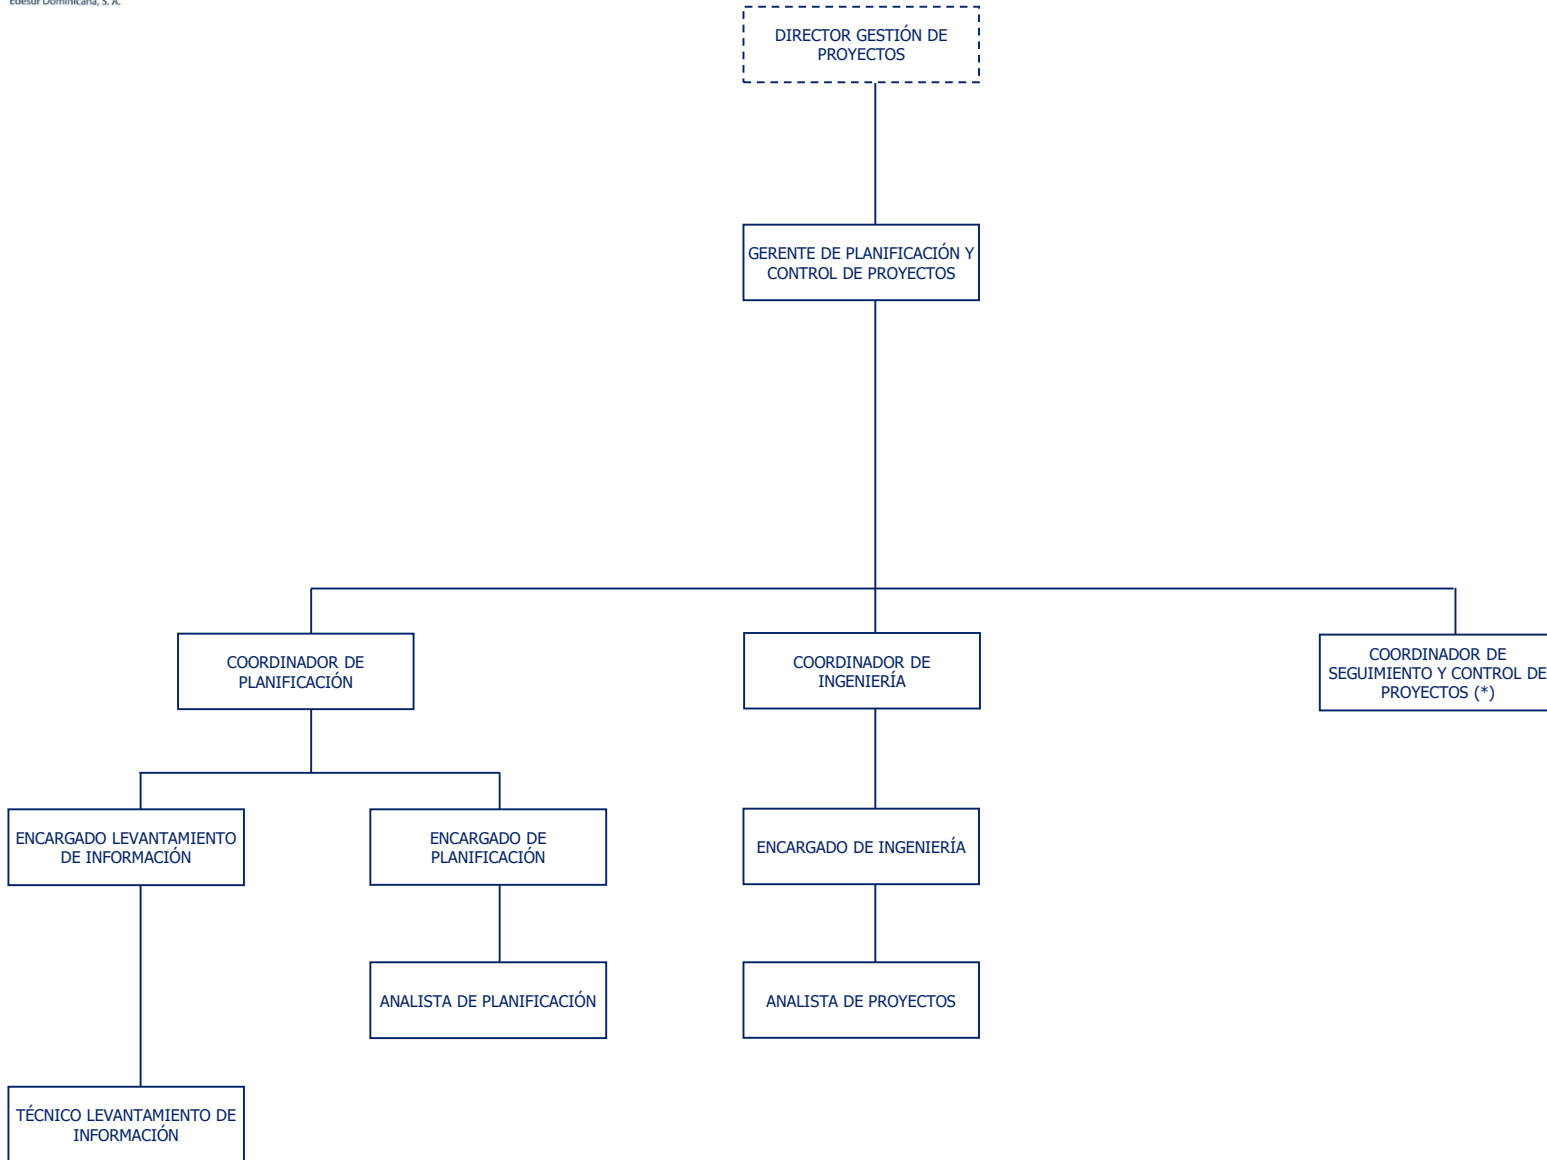 Edesur Dominicana, S. A.
DIRECTOR GESTIÓN DE
PROYECTOS
GERENTE DE PLANIFICACIÓN Y
CONTROL DE PROYECTOS
COORDINADOR DE
PLANIFICACIÓN
COORDINADOR DE
INGENIERÍA
COORDINADOR DE
SEGUIMIENTO Y CONTROL DE
PROYECTOS (*)
ENCARGADO LEVANTAMIENTO
DE INFORMACIÓN
ENCARGADO DE
PLANIFICACIÓN
ENCARGADO DE INGENIERÍA
ANALISTA DE PLANIFICACIÓN
ANALISTA DE PROYECTOS
TÉCNICO LEVANTAMIENTO DE
INFORMACIÓN